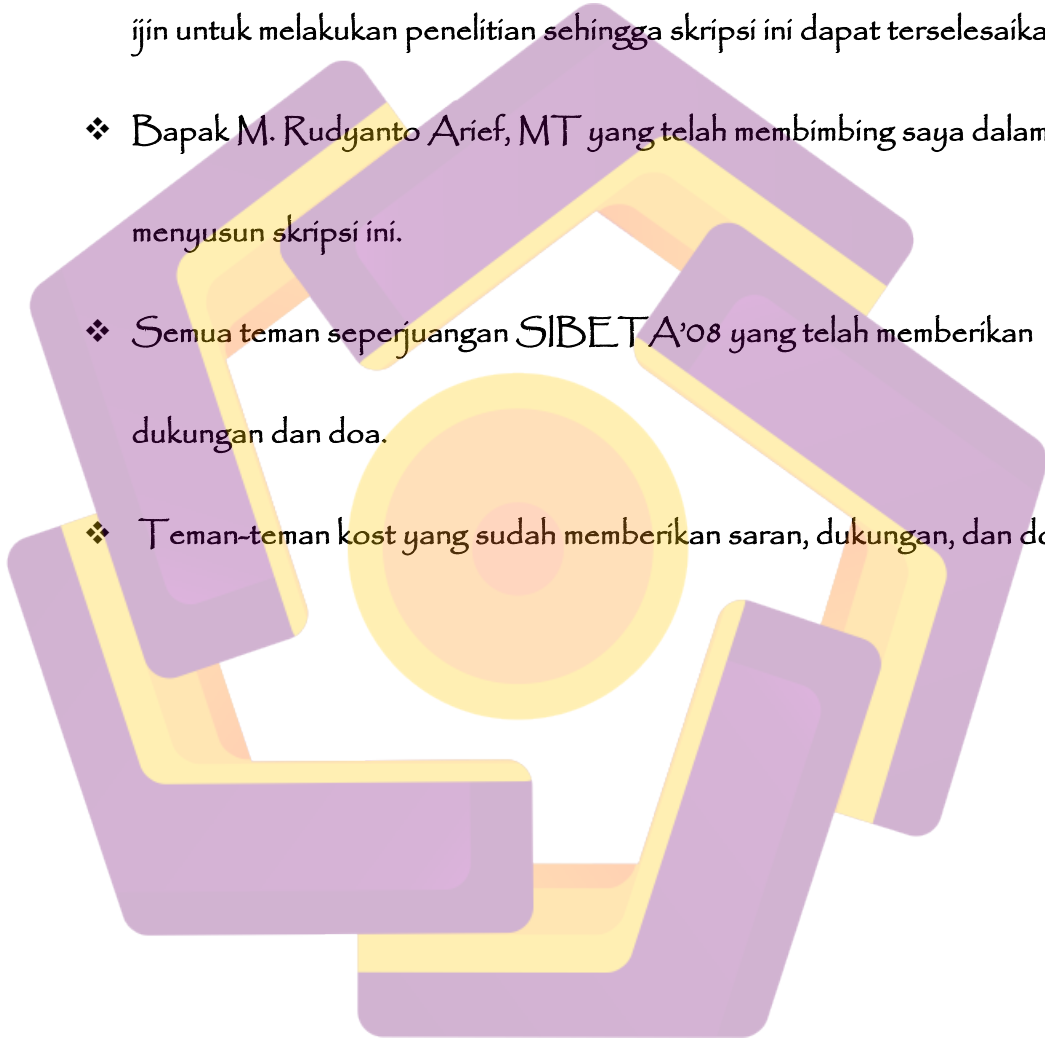 ijin untuk melakukan penelitian sehingga skripsi ini dapat
❖ Bapak M. Rudyanto Arief, MT yang telah membimbing saya dalam
menyusun skripsi ini.
❖ Semua teman seperjuangan SIBETA'08 yang telah memberikan
dukungan dan doa.
❖ Teman-teman kost yang sudah memberikan saran, dukungan, dan